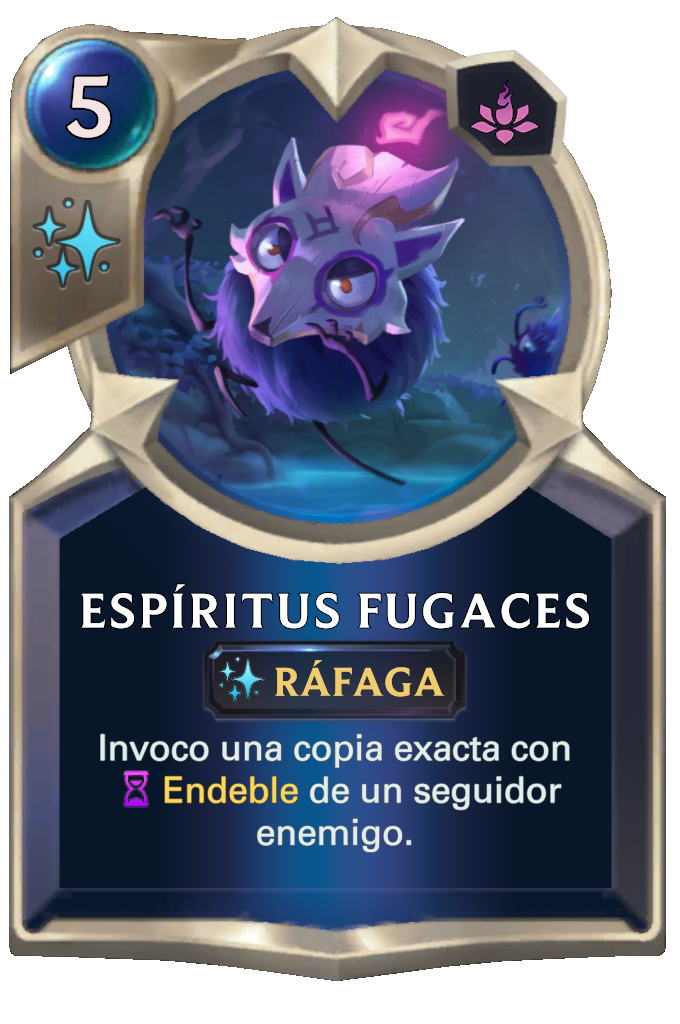 5
ESPÍRITUS FUGACES
RÁFAGA
Invoco una copia exacta con
Endeble de un seguidor
enemigo.